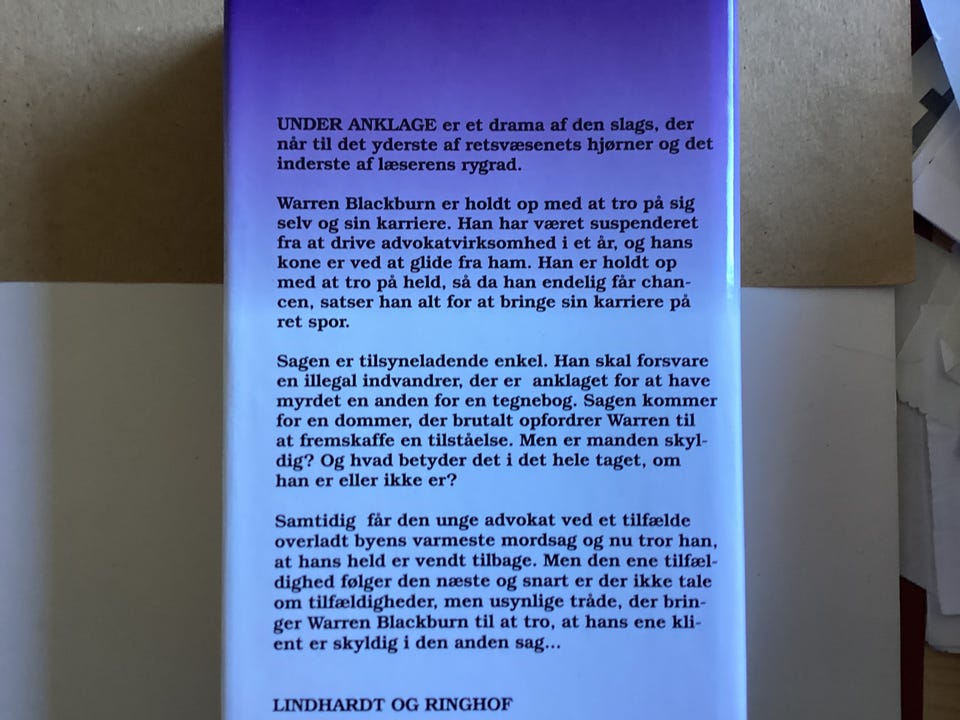 UNDER ANKLAGE er et drama af den slags, der
når til det yderste af retsvæsenets hjørner og det
inderste af læserens rygrad.
Warren Blackburn er holdt op med at tro på sig
selv og sin karriere. Han har været suspenderet
fra at drive advokatvirksomhed i et år, og hans
kone er ved at glide fra ham. Han er holdt op
med at tro på held, så da han endelig får chan-
cen, satser han alt for at bringe sin karriere på
ret spor.
Sagen er tilsyneladende enkel. Han skal forsvare
en illegal indvandrer, der er anklaget for at have
myrdet en anden for en tegnebog. Sagen kommer
for en dommer, der brutalt opfordrer Warren til
at fremskaffe en tilståelse. Men er manden skyl-
dig? Og hvad betyder det i det hele taget, om
han er eller ikke er?
Samtidig får den unge advokat ved et tilfælde
overladt byens varmeste mordsag og nu tror han,
at hans held er vendt tilbage. Men den ene tilfæl-
dighed følger den næste og snart er der ikke tale
om tilfældigheder, men usynlige tråde, der brin-
ger Warren Blackburn til at tro, at hans ene kli-
ent er skyldig i den anden sag...
LINDHARDT OG RINGHOF